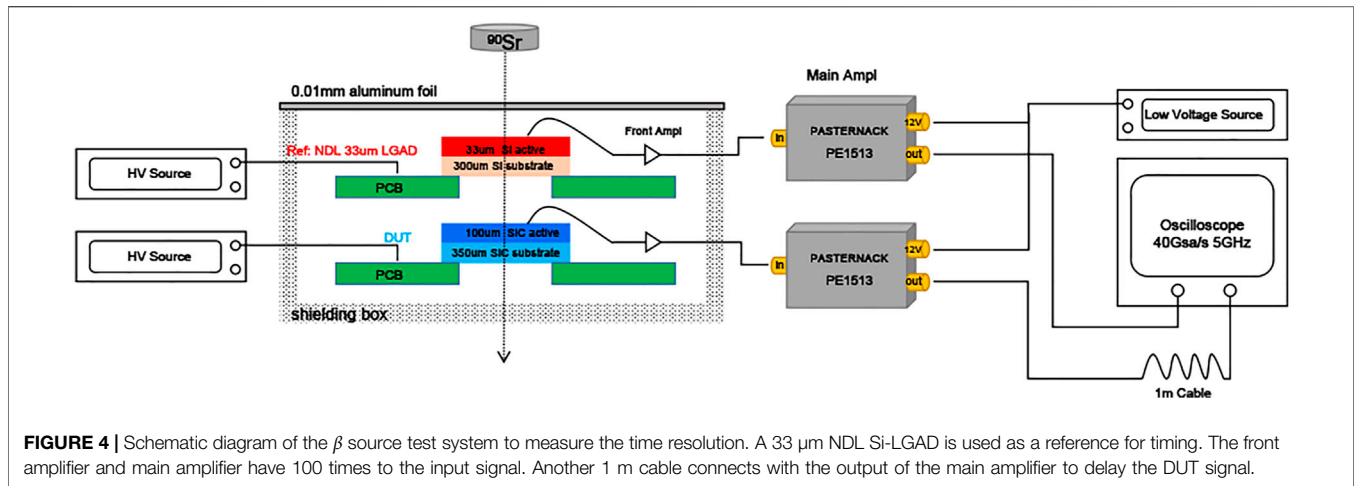 90Sr
0.01mm aluminum foil
Main Ampl
Ref: NDL 33um LGAD
33um SI active
300um SI substrate
Front Ampl
HV Source
PCB
In
PASTERNACK
PE1513
12V
out
Low Voltage Source
DUT
100um SIC active
350um SIC substrate
HV Source
PCB
In
PASTERNACK
PE1513
12V
out
Oscilloscope
40Gsa/s 5GHz
shielding box
1m Cable
FIGURE 4 | Schematic diagram of the β source test system to measure the time resolution. A 33 μm NDL Si-LGAD is used as a reference for timing. The front
amplifier and main amplifier have 100 times to the input signal. Another 1 m cable connects with the output of the main amplifier to delay the DUT signal.